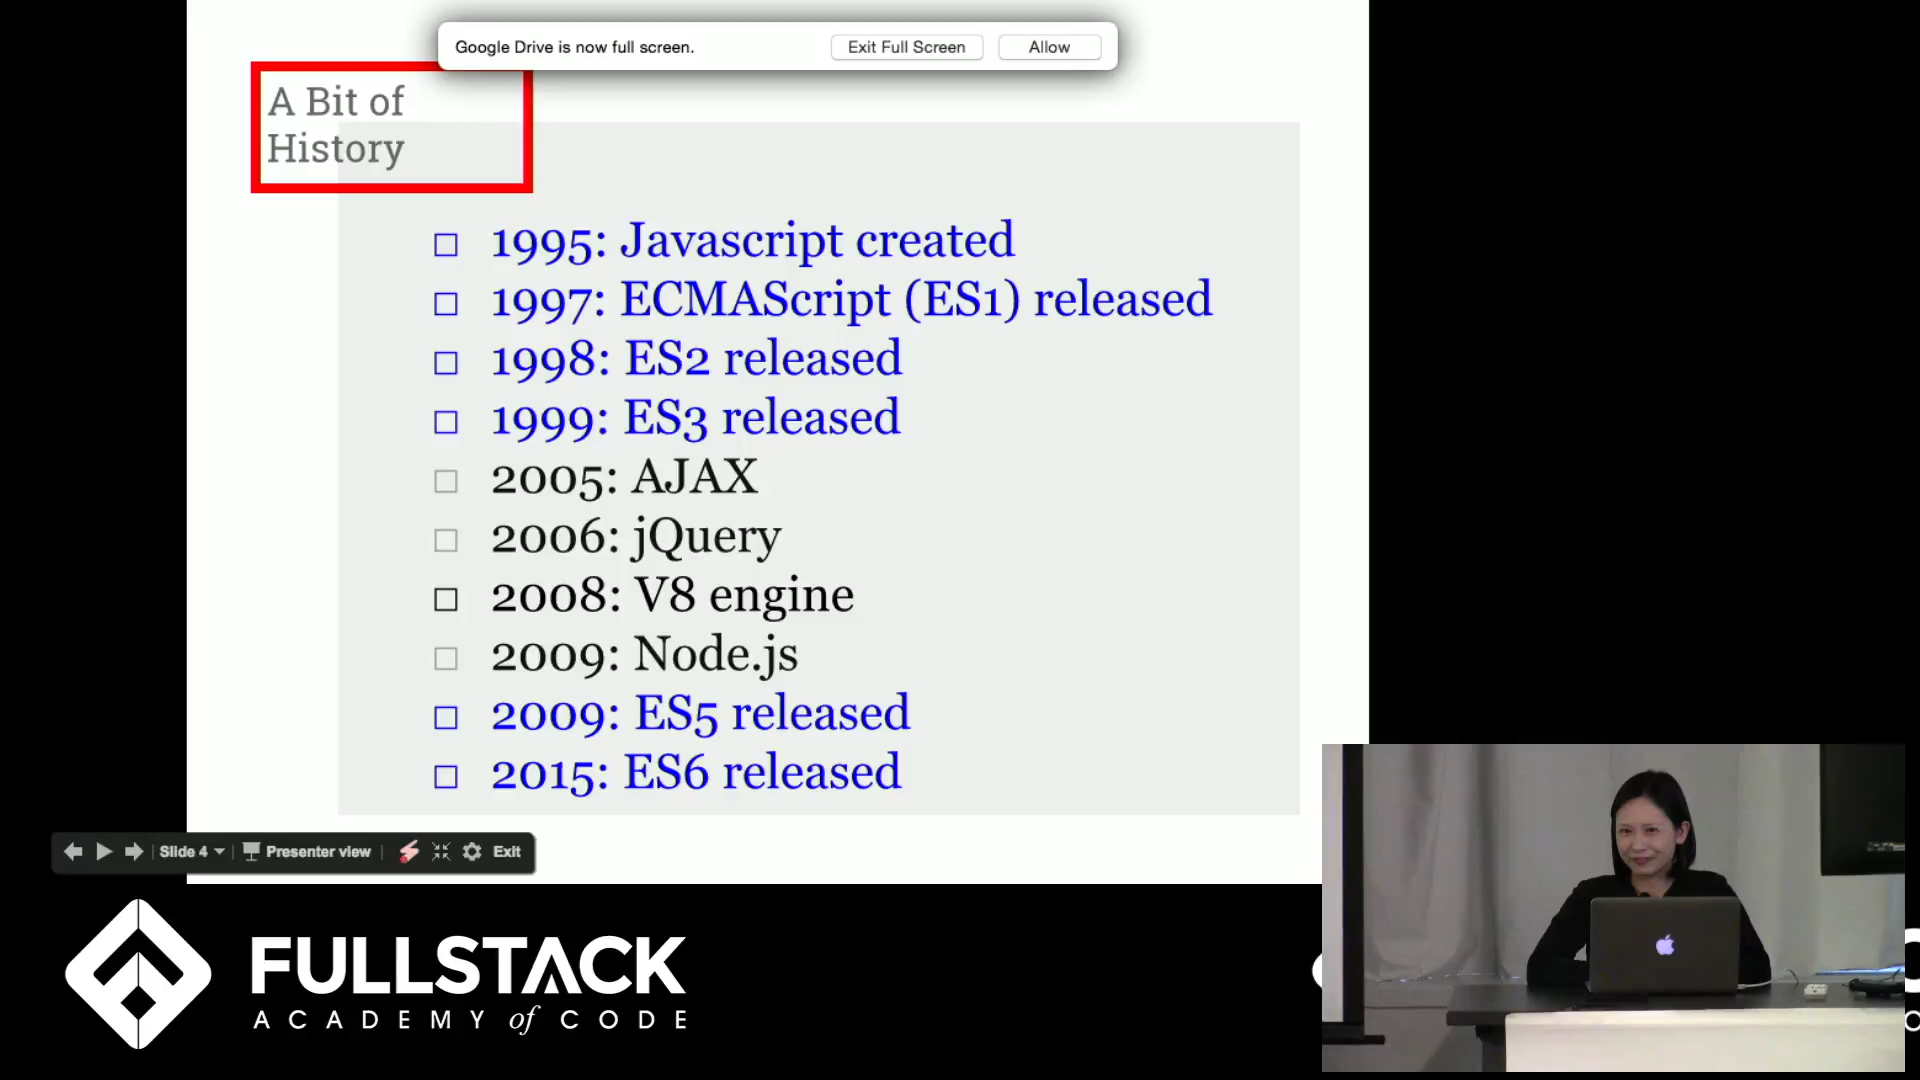 Google Drive is now full screen.
Exit Full Screen
Allow
A Bit of
History
1995: Javascript created
1997: ECMAScript (ES1) released
1998: ES2 released
1999: ES3 released
2005: AJAX
2006: jQuery
2008: V8 engine
2009: Node.js
2009: ES5 released
2015: ES6 released
Slide 4
Presenter view
Exit
FULLSTACK
ACADEMY of CODE